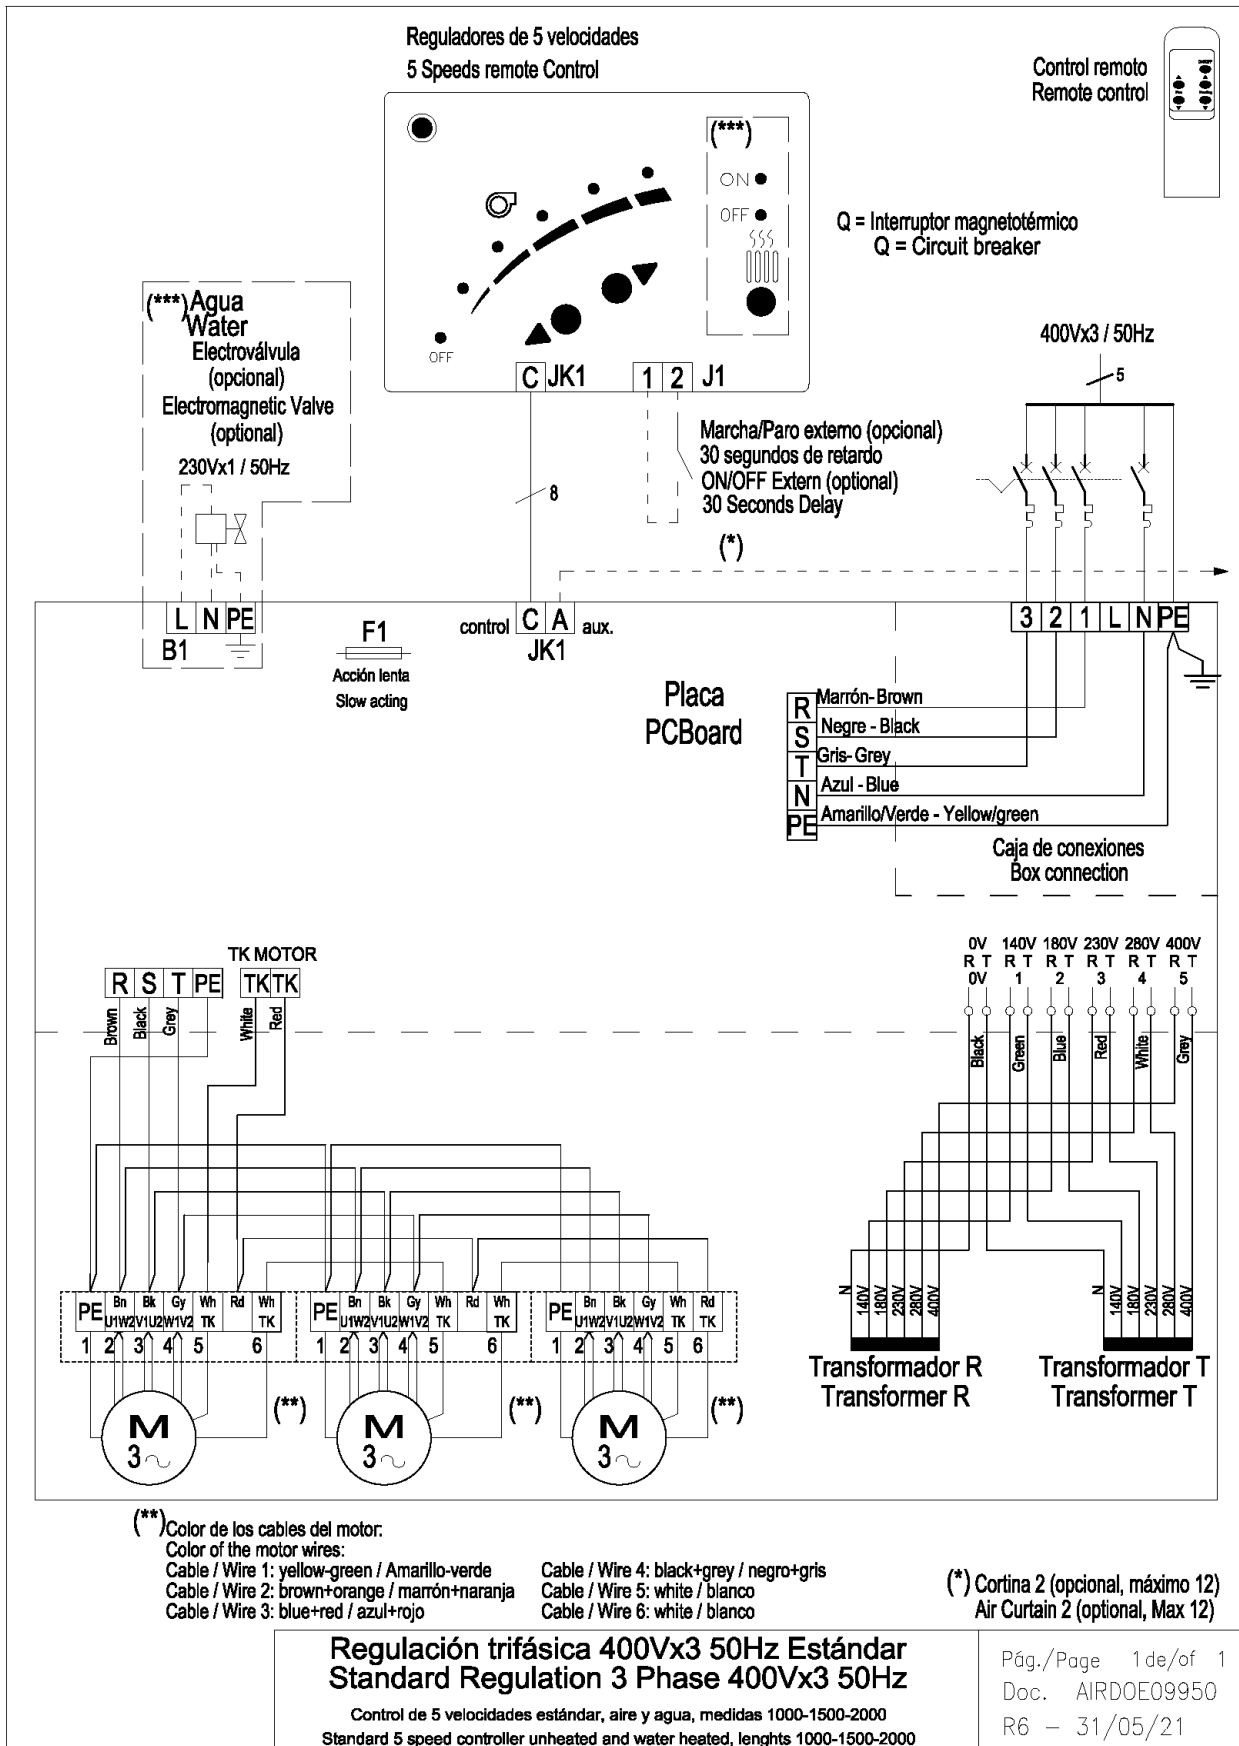 Reguladores de 5 velocidades
5 Speeds remote Control
Control remoto
Remote control
(***)
ON
OFF
OFF
Q = Interruptor magnetotérmico
Q = Circuit breaker
C JK1
1 2 J1
(***) Agua
Water
Electroválvula
(opcional)
Electromagnetic Valve
(optional)
230Vx1 / 50Hz
400Vx3 / 50Hz
5
Marcha/Paro externo (opcional)
30 segundos de retardo
ON/OFF Extern (optional)
30 Seconds Delay
8
(*)
L N PE
B1
F1
Acción lenta
Slow acting
control C A aux.
JK1
3 2 1 L N PE
Placa
PCBoard
R Marrón-Brown
S Negre - Black
T Gris-Grey
N Azul - Blue
PE Amarillo/Verde - Yellow/green
Caja de conexiones
Box connection
TK MOTOR
R S T PE TK TK
Brown Black Grey White Red
0V 140V 180V 230V 280V 400V
R T R T R T R T R T R T
0V 1 2 3 4 5
Black Green Blue Red White Grey
PE Bn Bk Gy Wh Rd Wh PE Bn Bk Gy Wh Rd Wh PE Bn Bk Gy Wh Rd
U1W2 V1U2 W1V2 TK TK U1W2 V1U2 W1V2 TK TK U1W2 V1U2 W1V2 TK TK
1 2 3 4 5 6 1 2 3 4 5 6 1 2 3 4 5 6
N 140V 180V 230V 280V 400V N 140V 180V 230V 280V 400V
Transformador R
Transformer R
Transformador T
Transformer T
M
3~
(**)
M
3~
(**)
M
3~
(**)
(**) Color de los cables del motor:
Color of the motor wires:
Cable / Wire 1: yellow-green / Amarillo-verde
Cable / Wire 2: brown+orange / marrón+naranja
Cable / Wire 3: blue+red / azul+rojo
Cable / Wire 4: black+grey / negro+gris
Cable / Wire 5: white / blanco
Cable / Wire 6: white / blanco
(*) Cortina 2 (opcional, máximo 12)
Air Curtain 2 (optional, Max 12)
Regulación trifásica 400Vx3 50Hz Estándar
Standard Regulation 3 Phase 400Vx3 50Hz
Control de 5 velocidades estándar, aire y agua, medidas 1000-1500-2000
Standard 5 speed controller unheated and water heated, lenghts 1000-1500-2000
Pág./Page 1 de/of 1
Doc. AIRDOE09950
R6 - 31/05/21